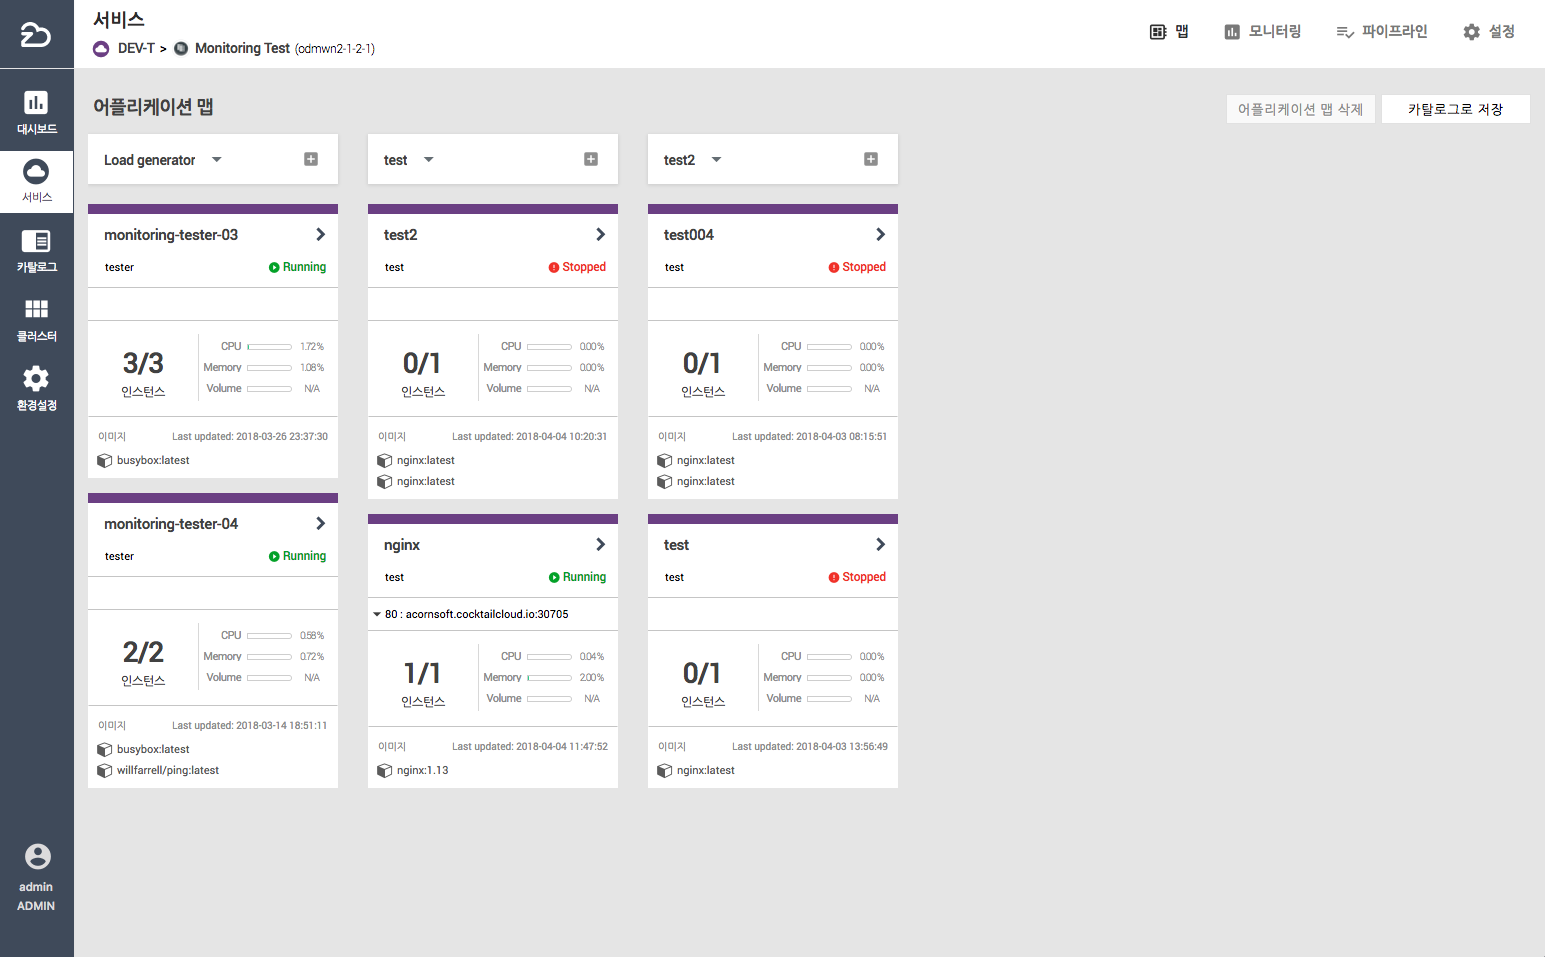 서비스
DEV-T > Monitoring Test (odmwn2-1-2-1)
맵
모니터링
파이프라인
설정
대시보드
서비스
카탈로그
클러스터
환경설정
admin
ADMIN
어플리케이션 맵
어플리케이션 맵 삭제
카탈로그로 저장
Load generator
monitoring-tester-03
tester Running
3/3
인스턴스
CPU 1.72%
Memory 1.08%
Volume N/A
이미지 Last updated: 2018-03-26 23:37:30
busybox:latest
monitoring-tester-04
tester Running
2/2
인스턴스
CPU 0.58%
Memory 0.72%
Volume N/A
이미지 Last updated: 2018-03-14 18:51:11
busybox:latest
willfarrell/ping:latest
test
test2
test Stopped
0/1
인스턴스
CPU 0.00%
Memory 0.00%
Volume N/A
이미지 Last updated: 2018-04-04 10:20:31
nginx:latest
nginx:latest
nginx
test Running
80 : acornsoft.cocktailcloud.io:30705
1/1
인스턴스
CPU 0.04%
Memory 2.00%
Volume N/A
이미지 Last updated: 2018-04-04 11:47:52
nginx:1.13
test2
test004
test Stopped
0/1
인스턴스
CPU 0.00%
Memory 0.00%
Volume N/A
이미지 Last updated: 2018-04-03 08:15:51
nginx:latest
nginx:latest
test
test Stopped
0/1
인스턴스
CPU 0.00%
Memory 0.00%
Volume N/A
이미지 Last updated: 2018-04-03 13:56:49
nginx:latest